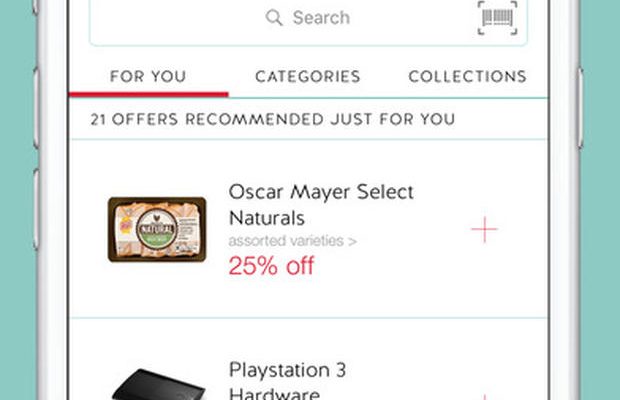 Search
FOR YOU
CATEGORIES
COLLECTIONS
21 OFFERS RECOMMENDED JUST FOR YOU
Oscar Mayer Select
Naturals
assorted varieties >
25% off
NATURAL
Playstation 3
Hardware